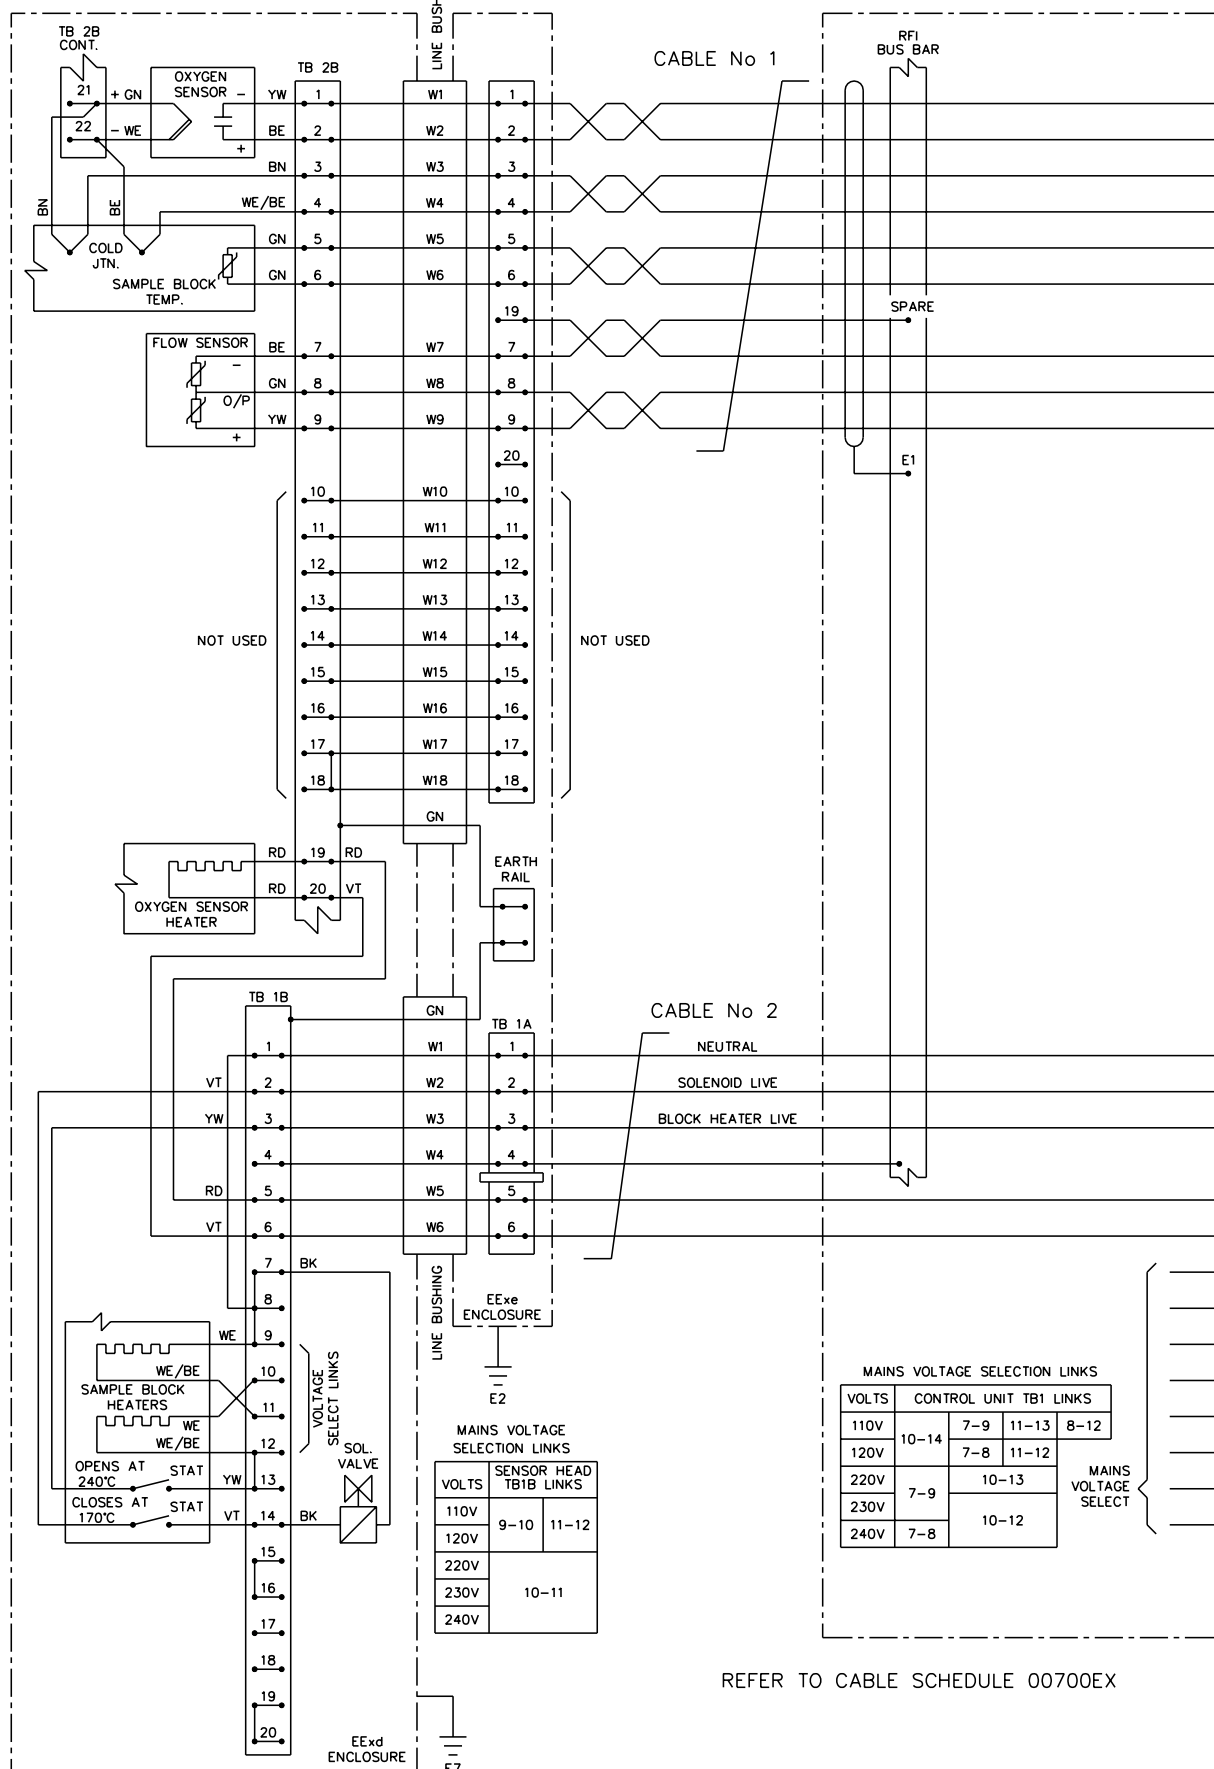 LINE BUSH
TB 2B
CONT.
21
22
+ GN
- WE
OXYGEN
SENSOR
-
+
TB 2B
YW 1 W1 1
BE 2 W2 2
BN 3 W3 3
WE/BE 4 W4 4
GN 5 W5 5
GN 6 W6 6
19
BE 7 W7 7
GN 8 W8 8
YW 9 W9 9
20
BN
BE
COLD
JTN.
SAMPLE BLOCK
TEMP.
FLOW SENSOR
-
O/P
+
CABLE No 1
RFI
BUS BAR
SPARE
E1
10 W10 10
11 W11 11
12 W12 12
13 W13 13
14 W14 14
15 W15 15
16 W16 16
17 W17 17
18 W18 18
NOT USED
NOT USED
GN
RD 19 RD
RD 20 VT
OXYGEN SENSOR
HEATER
EARTH
RAIL
TB 1B
GN
TB 1A
CABLE No 2
1 W1 1 NEUTRAL
VT 2 W2 2 SOLENOID LIVE
YW 3 W3 3 BLOCK HEATER LIVE
4 W4 4
RD 5 W5 5
VT 6 W6 6
7 BK
8
WE 9
WE/BE 10
11
WE
WE/BE 12
SAMPLE BLOCK
HEATERS
VOLTAGE
SELECT LINKS
LINE BUSHING
EExe
ENCLOSURE
E2
OPENS AT
240°C
STAT
YW 13
CLOSES AT
170°C
STAT
VT 14 BK
SOL.
VALVE
15
16
17
18
19
20
MAINS VOLTAGE
SELECTION LINKS
VOLTS
SENSOR HEAD
TB1B LINKS
110V
120V
9-10 11-12
220V
230V
240V
10-11
MAINS VOLTAGE SELECTION LINKS
VOLTS CONTROL UNIT TB1 LINKS
110V 10-14 7-9 11-13 8-12
120V 7-8 11-12
220V 7-9 10-13
230V 10-12
240V 7-8
MAINS
VOLTAGE
SELECT
REFER TO CABLE SCHEDULE 00700EX
EExd
ENCLOSURE